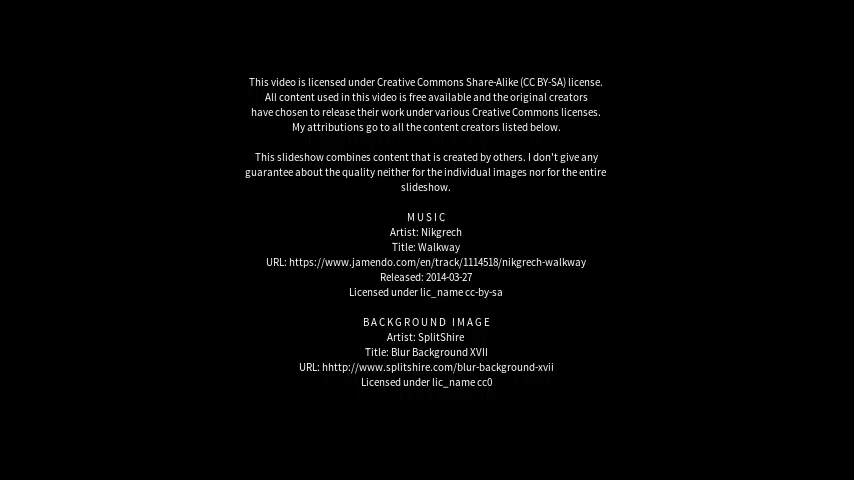 This video is licensed under Creative Commons Share-Alike (CC BY-SA) license.
All content used in this video is free available and the original creators
have chosen to release their work under various Creative Commons licenses.
My attributions go to all the content creators listed below.
This slideshow combines content that is created by others. I don't give any
guarantee about the quality neither for the individual images nor for the entire
slideshow.
M U S I C
Artist: Nikgrech
Title: Walkway
URL: https://www.jamendo.com/en/track/1114518/nikgrech-walkway
Released: 2014-03-27
Licensed under lic_name cc-by-sa
B A C K G R O U N D   I M A G E
Artist: SplitShire
Title: Blur Background XVII
URL: hhttp://www.splitshire.com/blur-background-xvii
Licensed under lic_name cc0